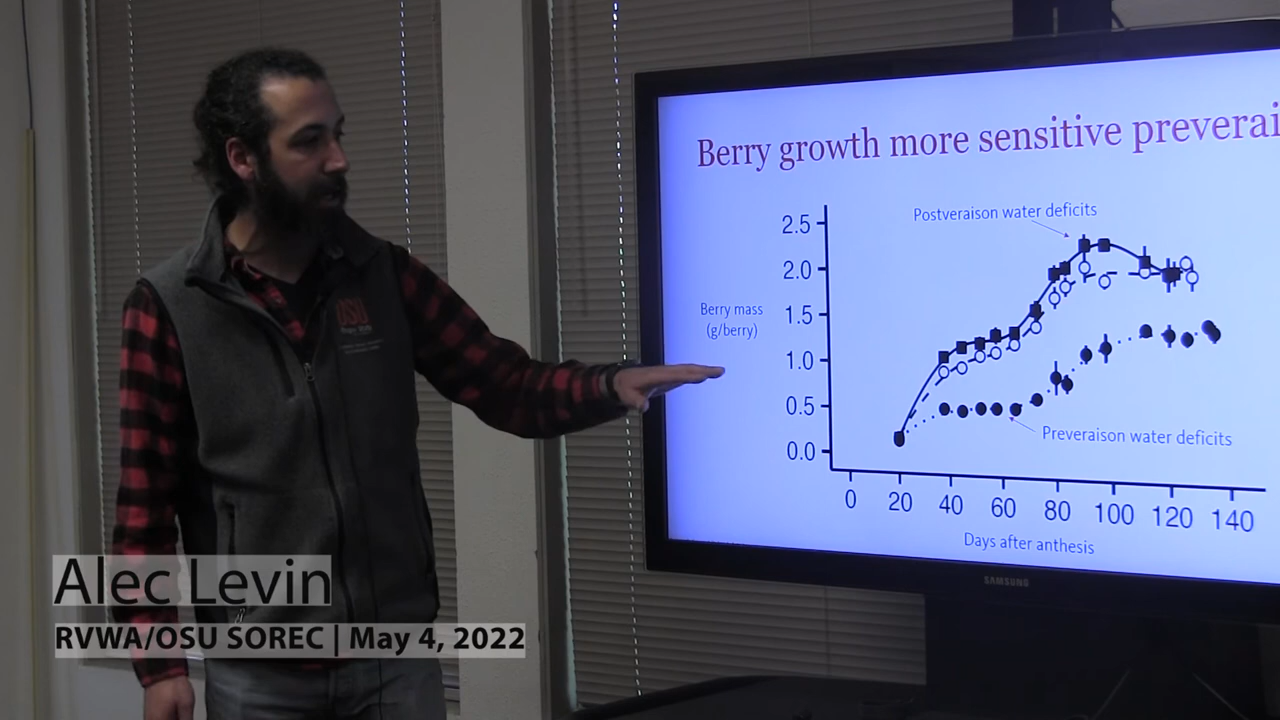 Berry growth more sensitive preverai
Postveraison water deficits
2.5
2.0
Berry mass
(g/berry)
1.5
1.0
0.5
0.0
Preveraison water deficits
0 20 40 60 80 100 120 140
Days after anthesis
SAMSUNG
OSU
Alec Levin
RVWA/OSU SOREC | May 4, 2022